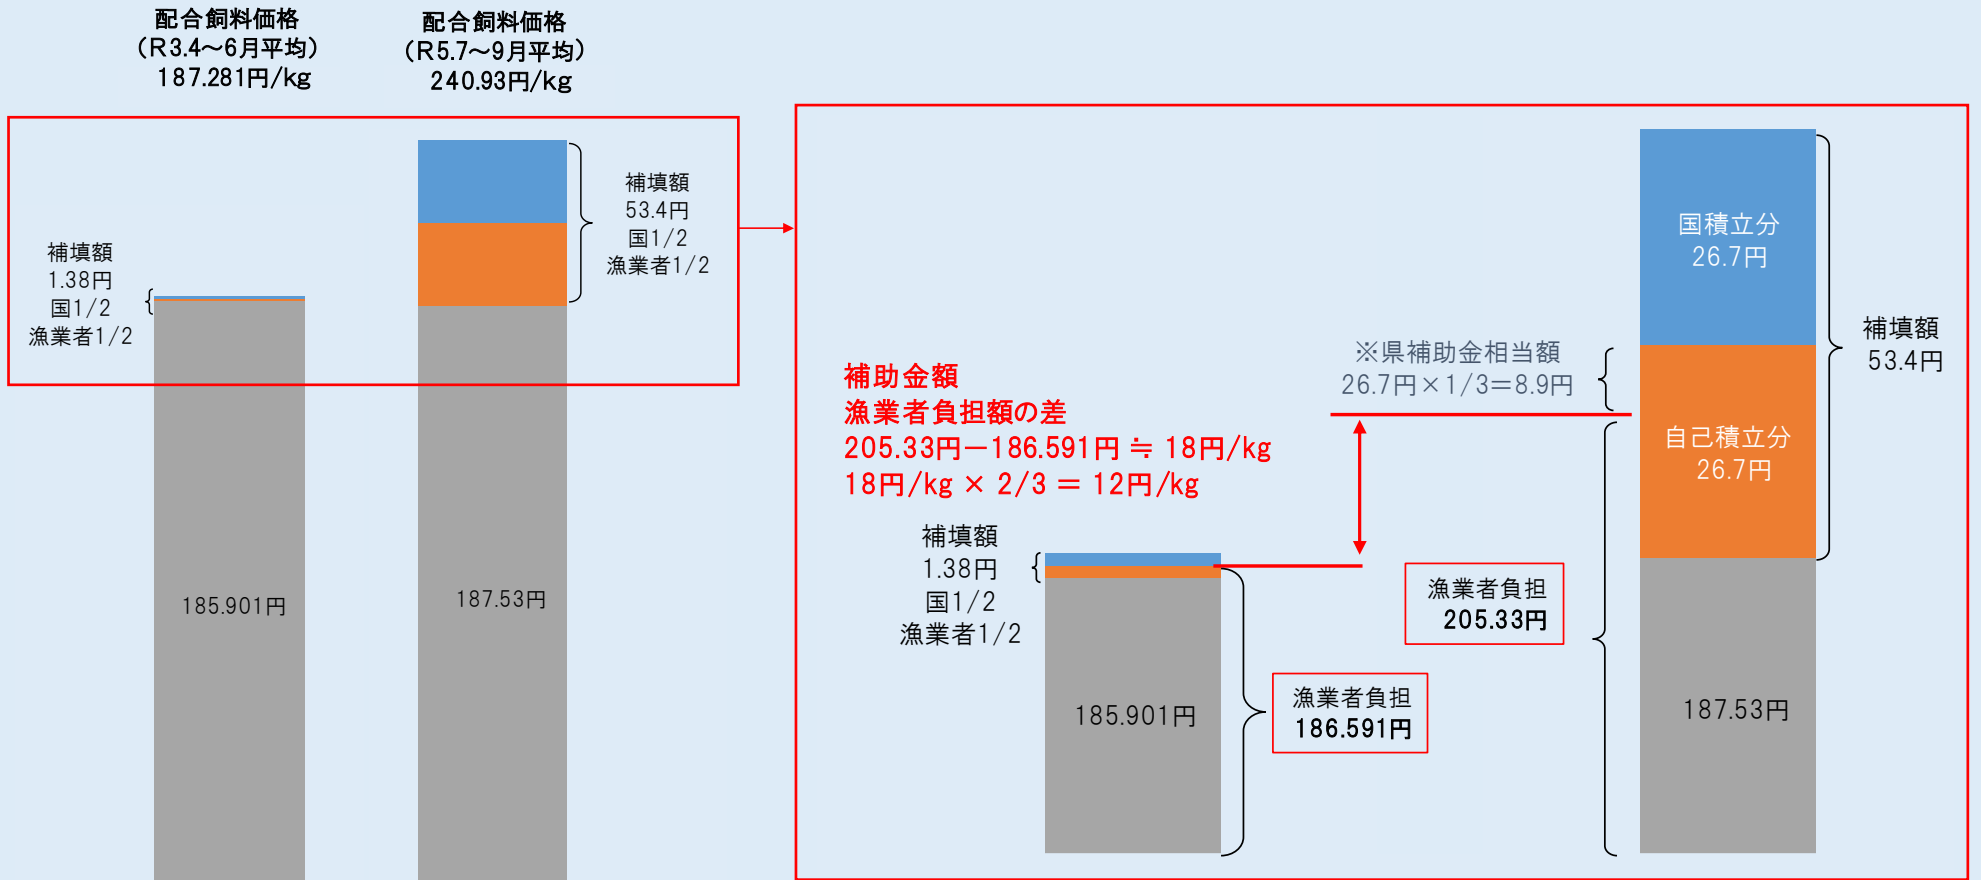 配合飼料価格
（R3.4～6月平均）
187.281円/kg
配合飼料価格
（R5.7～9月平均）
240.93円/kg
補填額
1.38円
国1/2
漁業者1/2
補填額
53.4円
国1/2
漁業者1/2
185.901円
187.53円
補助金額
漁業者負担額の差
205.33円－186.591円 ≒ 18円/kg
18円/kg × 2/3 ＝ 12円/kg
※県補助金相当額
26.7円×1/3＝8.9円
国積立分
26.7円
自己積立分
26.7円
補填額
53.4円
補填額
1.38円
国1/2
漁業者1/2
漁業者負担
205.33円
漁業者負担
186.591円
185.901円
187.53円